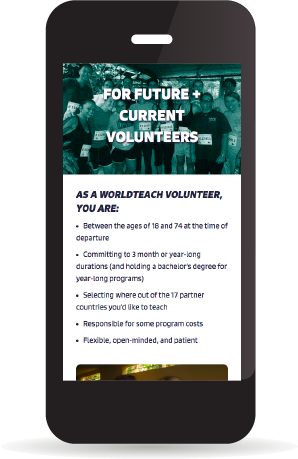 FOR FUTURE +
CURRENT
VOLUNTEERS
AS A WORLDTEACH VOLUNTEER,
YOU ARE:
• Between the ages of 18 and 74 at the time of
departure
• Committing to 3 month or year-long
durations (and holding a bachelor's degree for
year-long programs)
• Selecting where out of the 17 partner
countries you'd like to teach
• Responsible for some program costs
• Flexible, open-minded, and patient